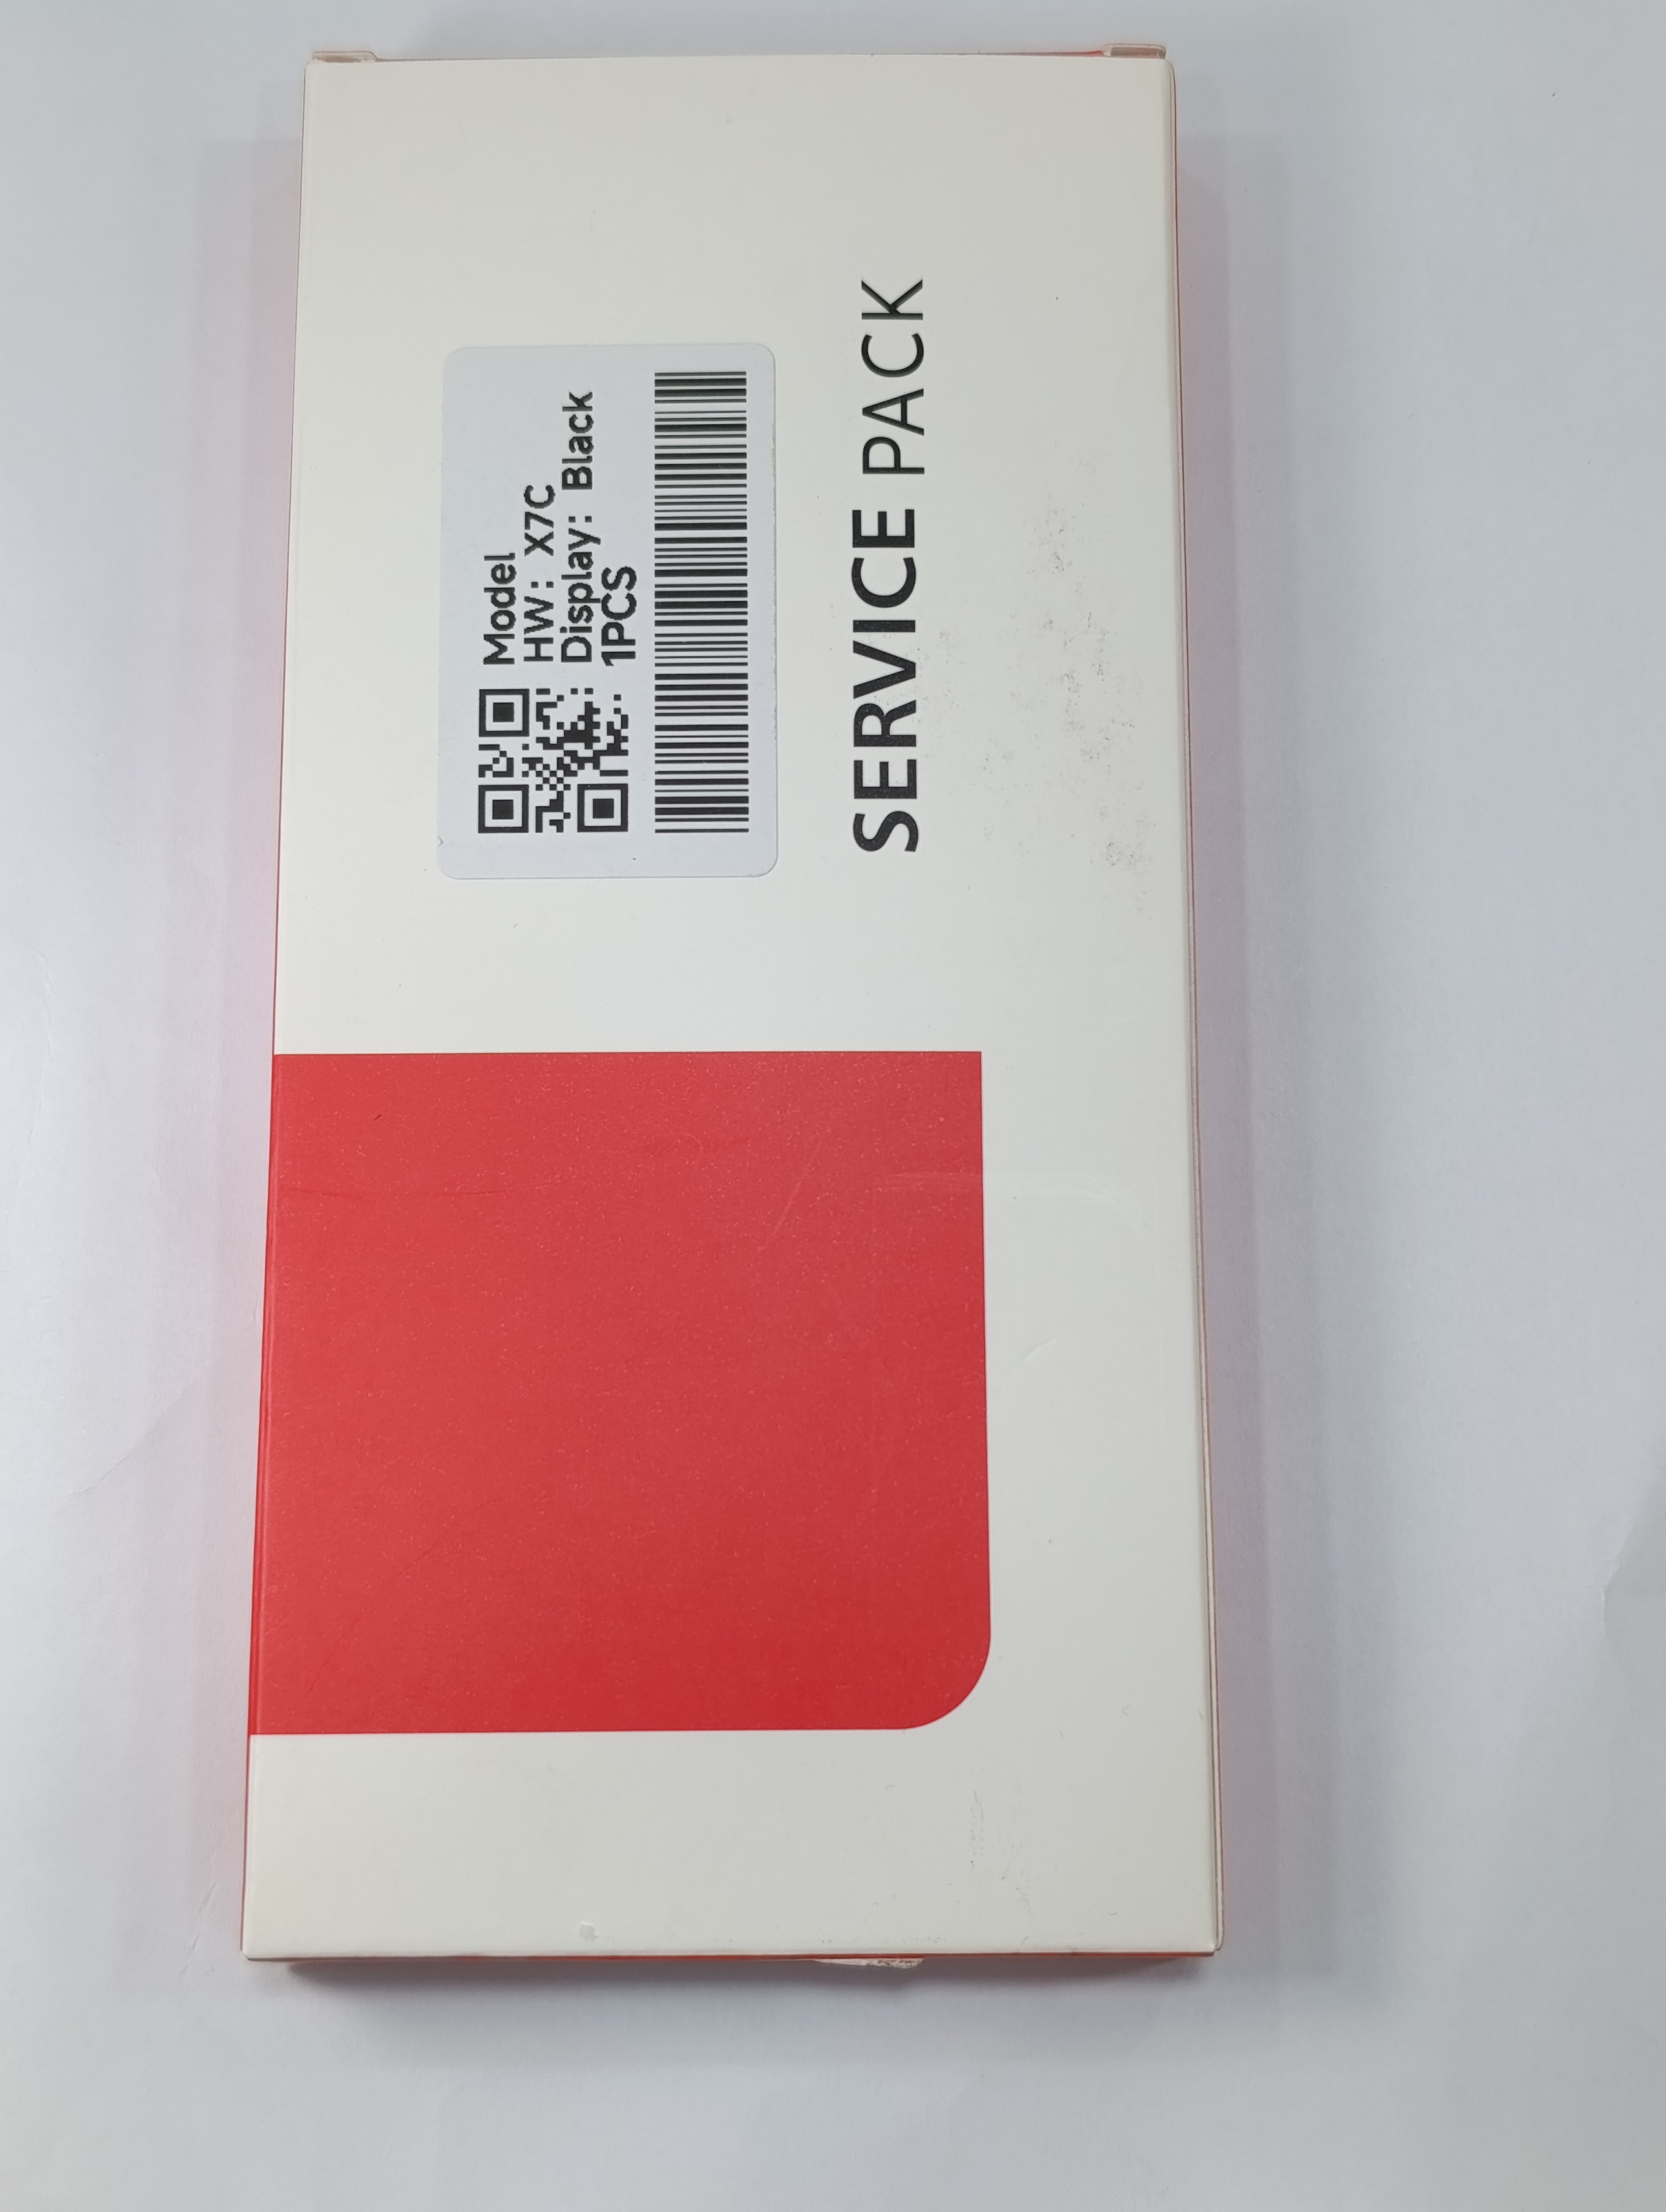 Model
HW: X7C
Display: Black
1PCS
SERVICE PACK